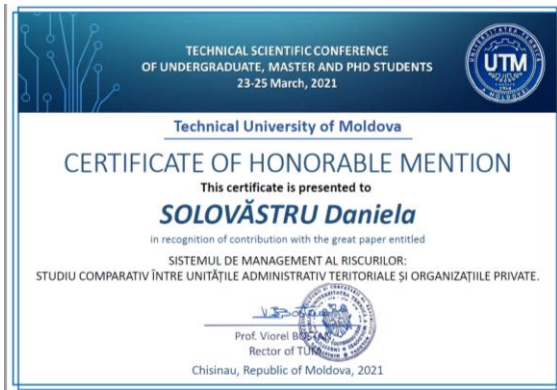 TECHNICAL SCIENTIFIC CONFERENCE
OF UNDERGRADUATE, MASTER AND PHD STUDENTS
23-25 March, 2021
UTM
Technical University of Moldova
CERTIFICATE OF HONORABLE MENTION
This certificate is presented to
SOLOVĂSTRU Daniela
in recognition of contribution with the great paper entitled
SISTEMUL DE MANAGEMENT AL RISCURILOR:
STUDIU COMPARATIV ÎNTRE UNITĂȚILE ADMINISTRATIV TERITORIALE ȘI ORGANIZAȚIILE PRIVATE.
Prof. Viorel BOSTAN
Rector of TUM
Chisinau, Republic of Moldova, 2021